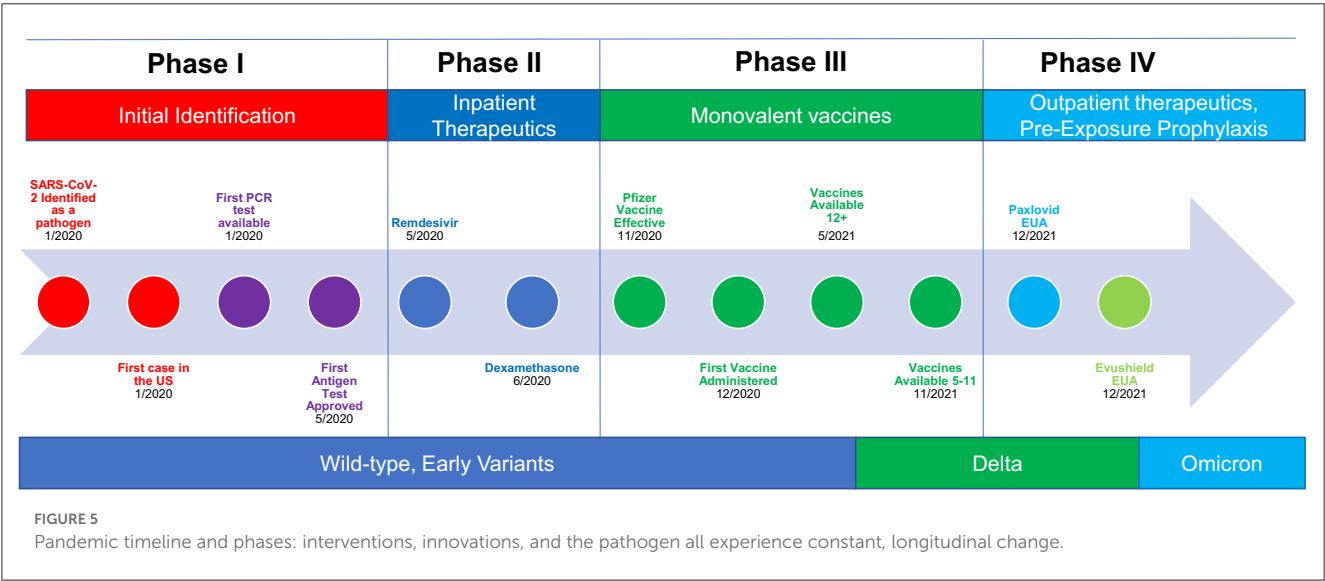 Phase I
Phase II
Phase III
Phase IV
Initial Identification
Inpatient
Therapeutics
Monovalent vaccines
Outpatient therapeutics,
Pre-Exposure Prophylaxis
SARS-CoV-
2 Identified
as a
pathogen
1/2020
First PCR
test
available
1/2020
Remdesivir
5/2020
Pfizer
Vaccine
Effective
11/2020
Vaccines
Available
12+
5/2021
Paxlovid
EUA
12/2021
First case in
the US
1/2020
First
Antigen
Test
Approved
5/2020
Dexamethasone
6/2020
First Vaccine
Administered
12/2020
Vaccines
Available 5-11
11/2021
Evushield
EUA
12/2021
Wild-type, Early Variants
Delta
Omicron
FIGURE 5
Pandemic timeline and phases: interventions, innovations, and the pathogen all experience constant, longitudinal change.